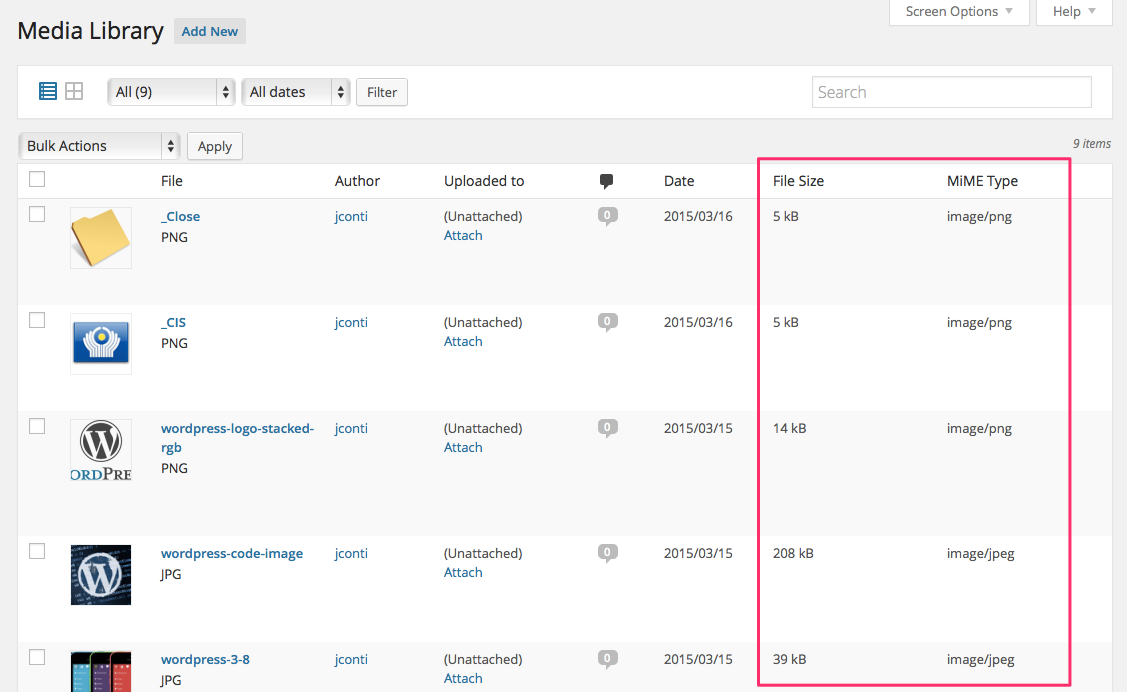 Screen Options
Help
Media Library
Add New
All (9)
All dates
Filter
Search
Bulk Actions
Apply
9 items
File Author Uploaded to Date File Size MiME Type
_Close jconti (Unattached) 0 2015/03/16 5 kB image/png
PNG Attach
_CIS jconti (Unattached) 0 2015/03/16 5 kB image/png
PNG Attach
wordpress-logo-stacked- jconti (Unattached) 0 2015/03/15 14 kB image/png
rgb Attach
PNG
ORDPRE
wordpress-code-image jconti (Unattached) 0 2015/03/15 208 kB image/jpeg
JPG Attach
wordpress-3-8 jconti (Unattached) 0 2015/03/15 39 kB image/jpeg
JPG Attach